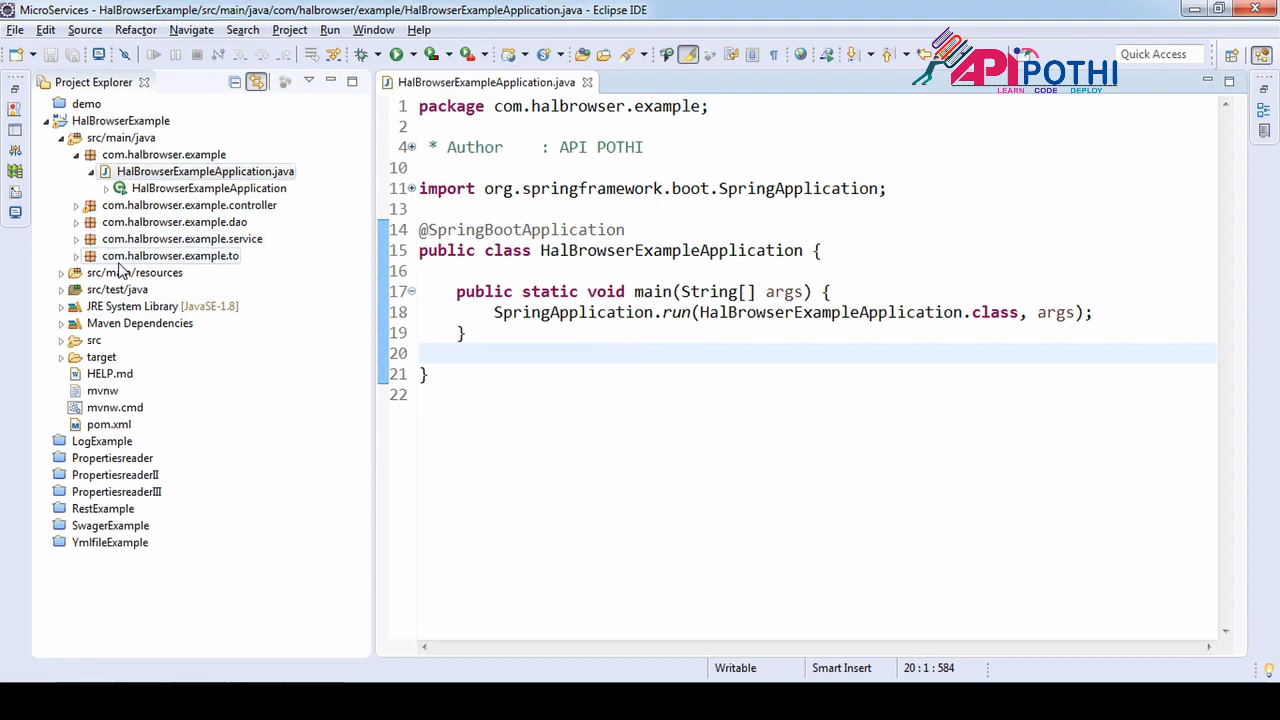 MicroServices - HalBrowserExample/src/main/java/com/halbrowser/example/HalBrowserExampleApplication.java - Eclipse IDE
File Edit Source Refactor Navigate Search Project Run Window Help
Quick Access
API POTHI
LEARN CODE DEPLOY
Project Explorer
demo
HalBrowserExample
src/main/java
com.halbrowser.example
HalBrowserExampleApplication.java
HalBrowserExampleApplication
com.halbrowser.example.controller
com.halbrowser.example.dao
com.halbrowser.example.service
com.halbrowser.example.to
src/main/resources
src/test/java
JRE System Library [JavaSE-1.8]
Maven Dependencies
src
target
HELP.md
mvnw
mvnw.cmd
pom.xml
LogExample
Propertiesreader
PropertiesreaderII
PropertiesreaderIII
RestExample
SwagerExample
YmlfileExample
HalBrowserExampleApplication.java
1 package com.halbrowser.example;
2
4 * Author : API POTHI
10
11 import org.springframework.boot.SpringApplication;
13
14 @SpringBootApplication
15 public class HalBrowserExampleApplication {
16
17 public static void main(String[] args) {
18 SpringApplication.run(HalBrowserExampleApplication.class, args);
19 }
20
21 }
22
Writable Smart Insert 20 : 1 : 584